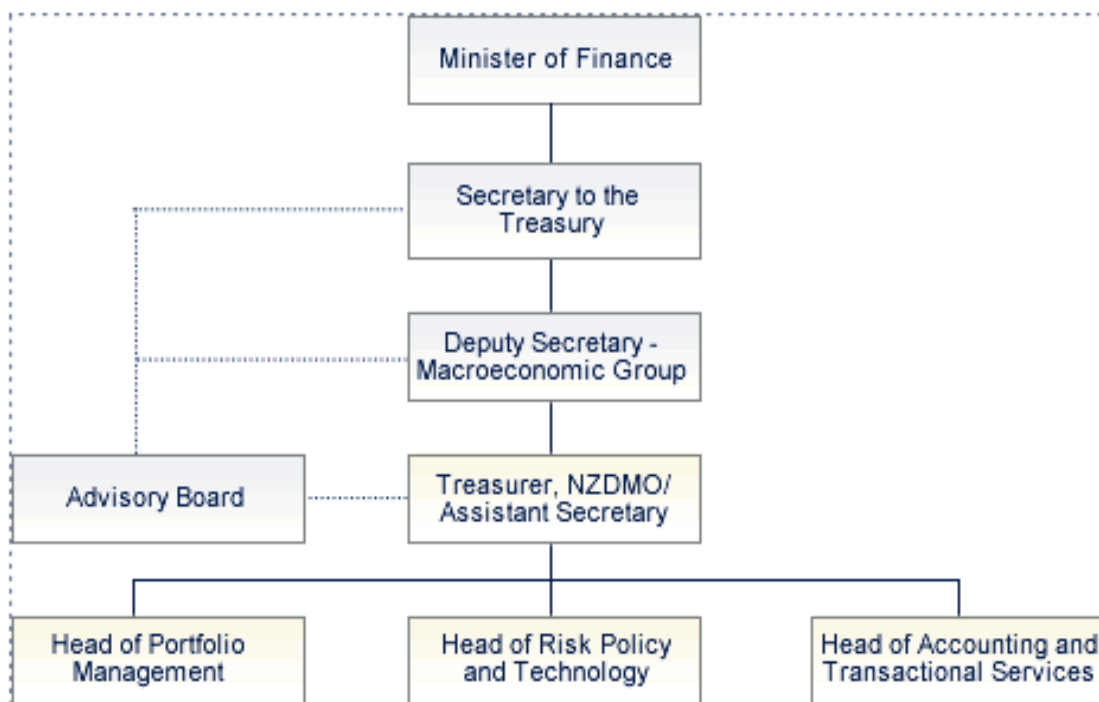 Minister of Finance
Secretary to the
Treasury
Deputy Secretary -
Macroeconomic Group
Advisory Board
Treasurer, NZDMO/
Assistant Secretary
Head of Portfolio
Management
Head of Risk Policy
and Technology
Head of Accounting and
Transactional Services